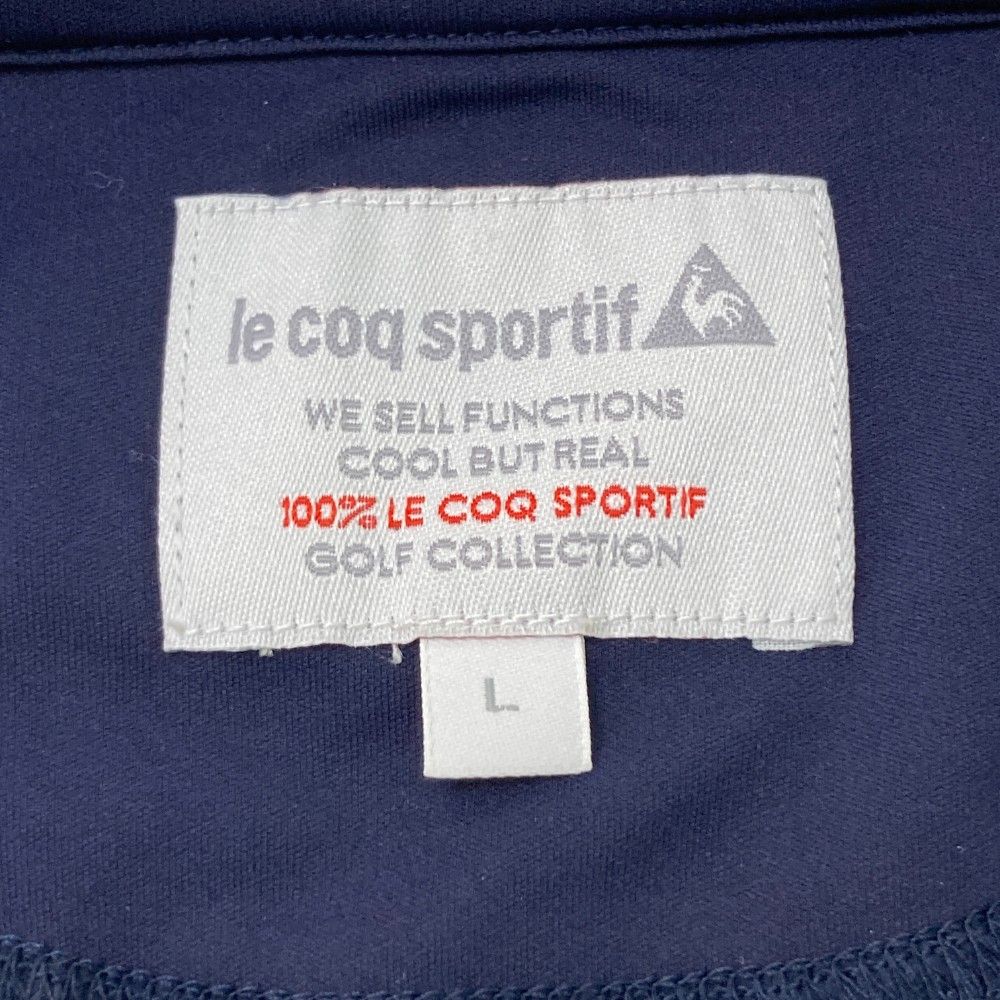 le coq sportif
WE SELL FUNCTIONS
COOL BUT REAL
100% LE COQ SPORTIF
GOLF COLLECTION
L